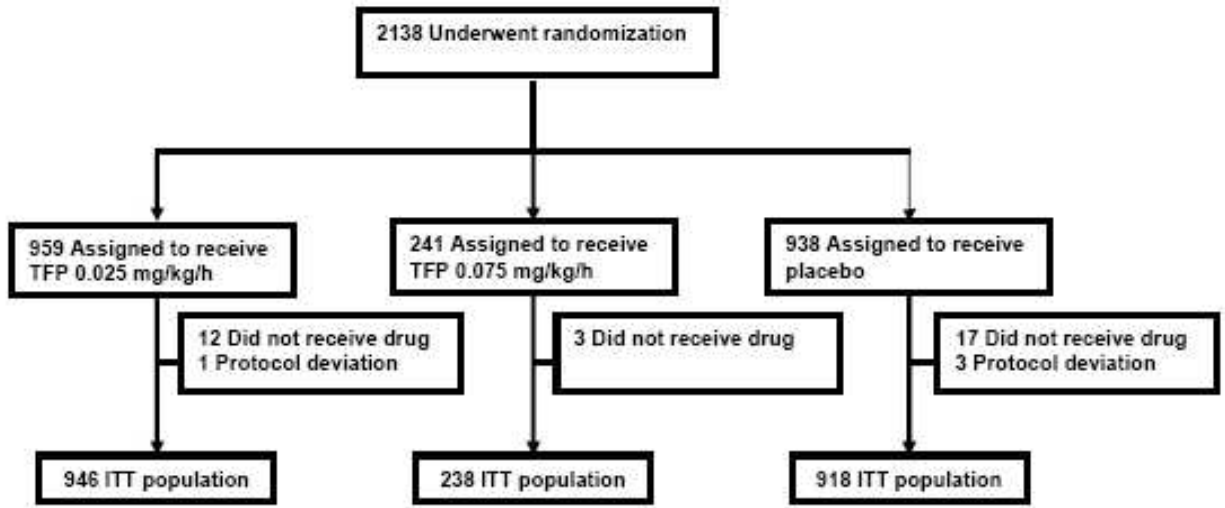 2138 Underwent randomization
959 Assigned to receive
TFP 0.025 mg/kg/h
241 Assigned to receive
TFP 0.075 mg/kg/h
938 Assigned to receive
placebo
12 Did not receive drug
1 Protocol deviation
3 Did not receive drug
17 Did not receive drug
3 Protocol deviation
946 ITT population
238 ITT population
918 ITT population